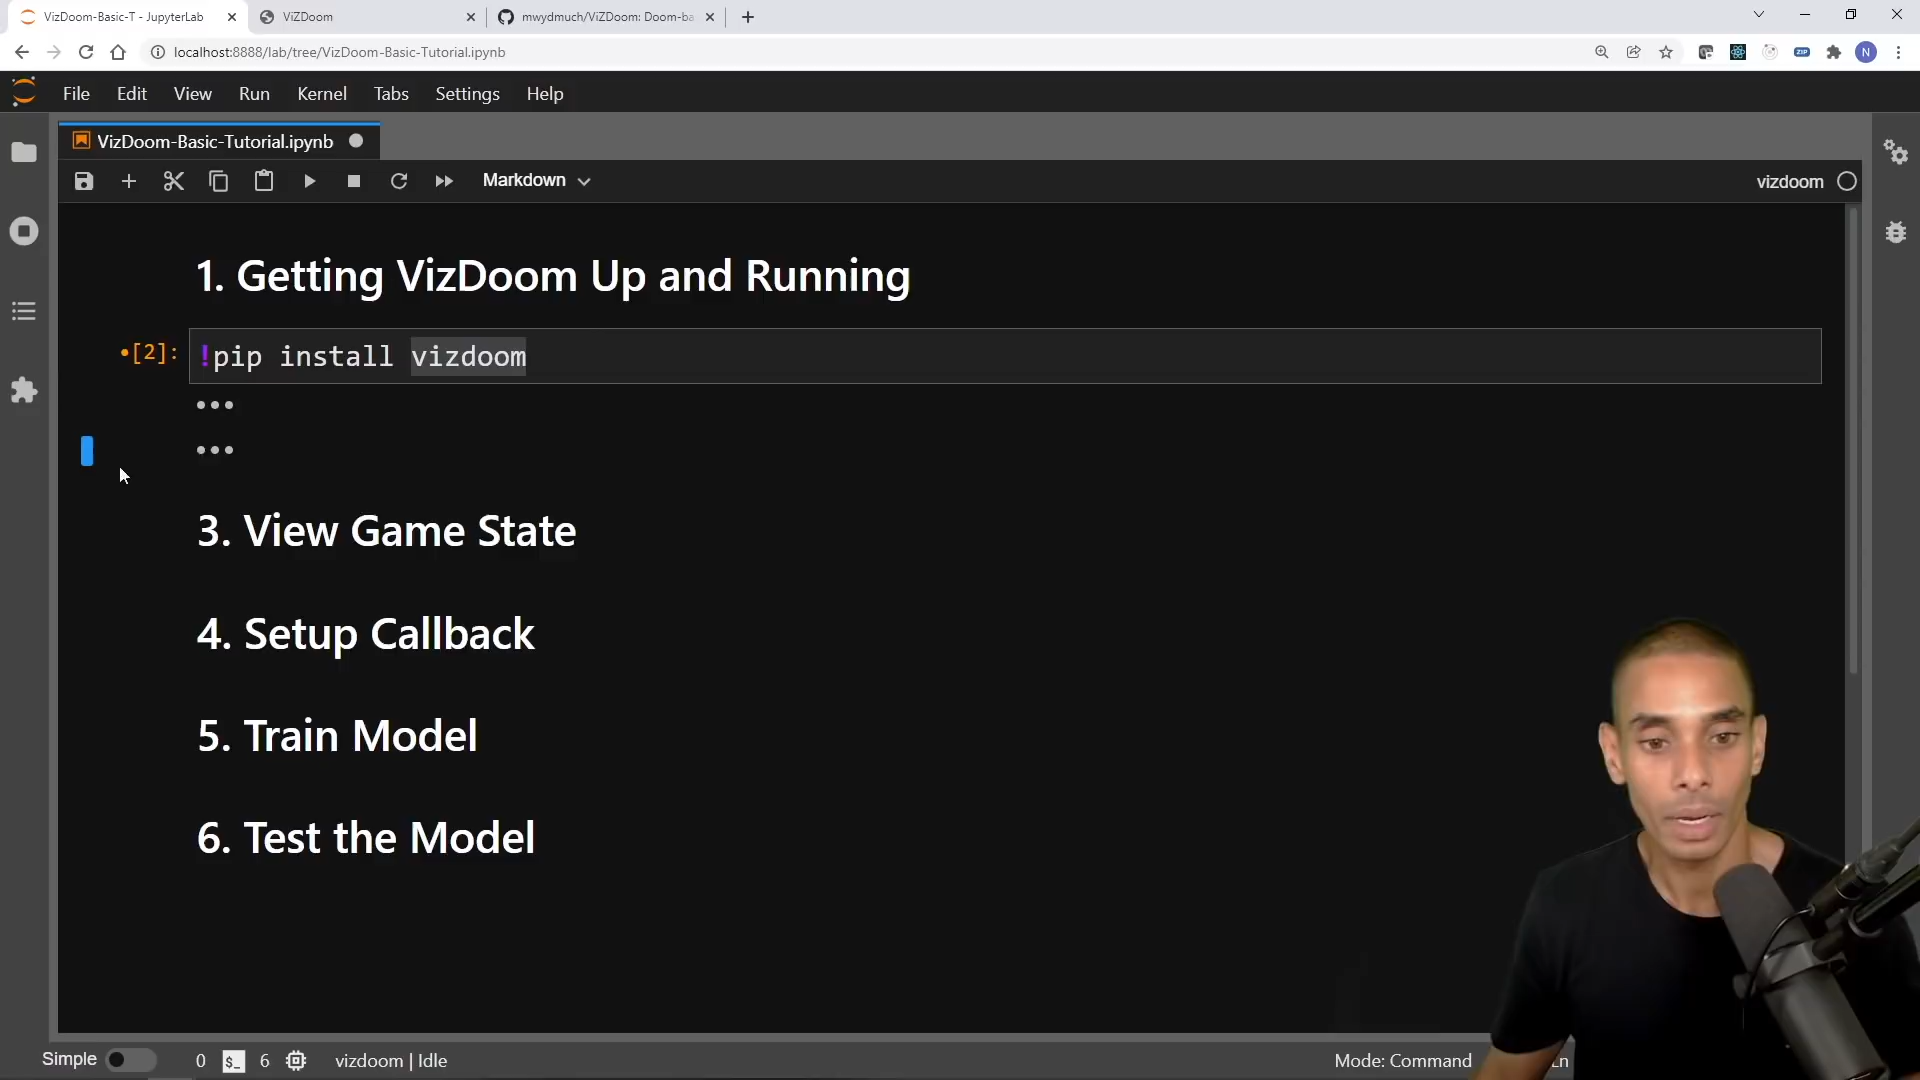 VizDoom-Basic-T - JupyterLab
ViZDoom
mwydmuch/ViZDoom: Doom-ba
localhost:8888/lab/tree/VizDoom-Basic-Tutorial.ipynb
ZIP
N
File Edit View Run Kernel Tabs Settings Help
VizDoom-Basic-Tutorial.ipynb
Markdown
vizdoom
1. Getting VizDoom Up and Running
[2]: !pip install vizdoom
3. View Game State
4. Setup Callback
5. Train Model
6. Test the Model
Simple 0 $_ 6 vizdoom | Idle Mode: Command